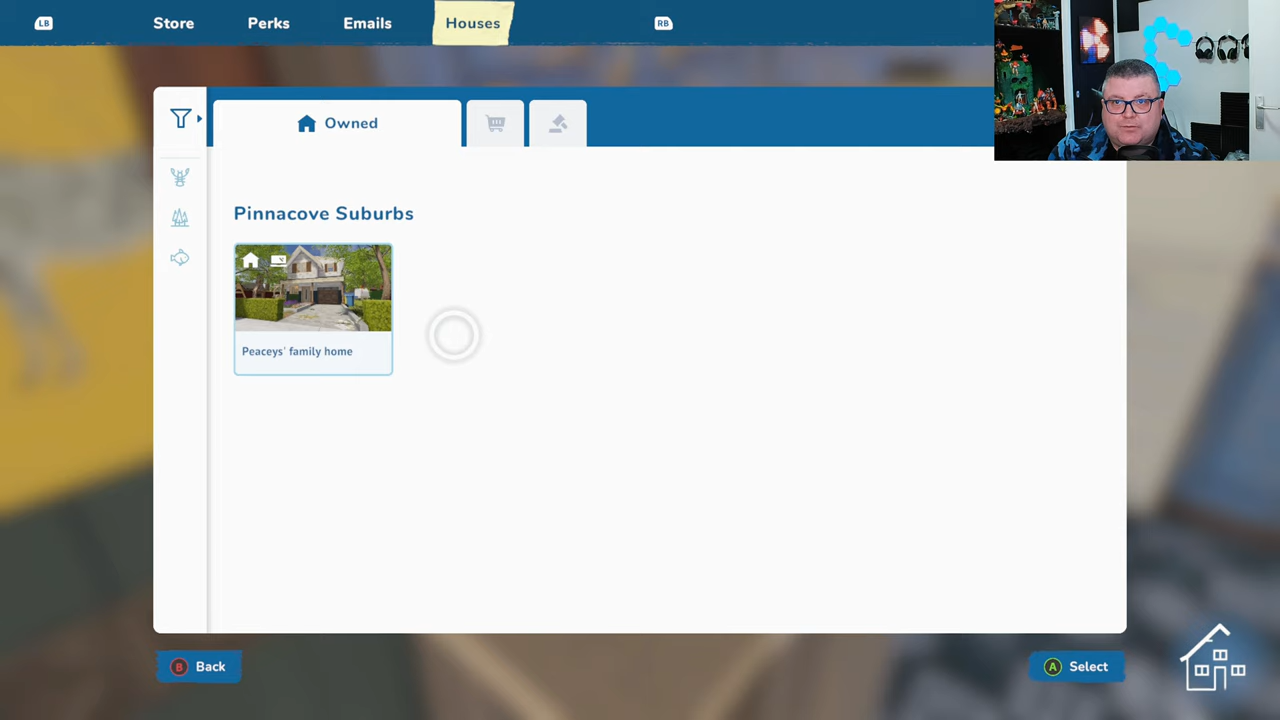 LB Store Perks Emails Houses RB
Owned
Pinnacove Suburbs
Peaceys' family home
B Back A Select